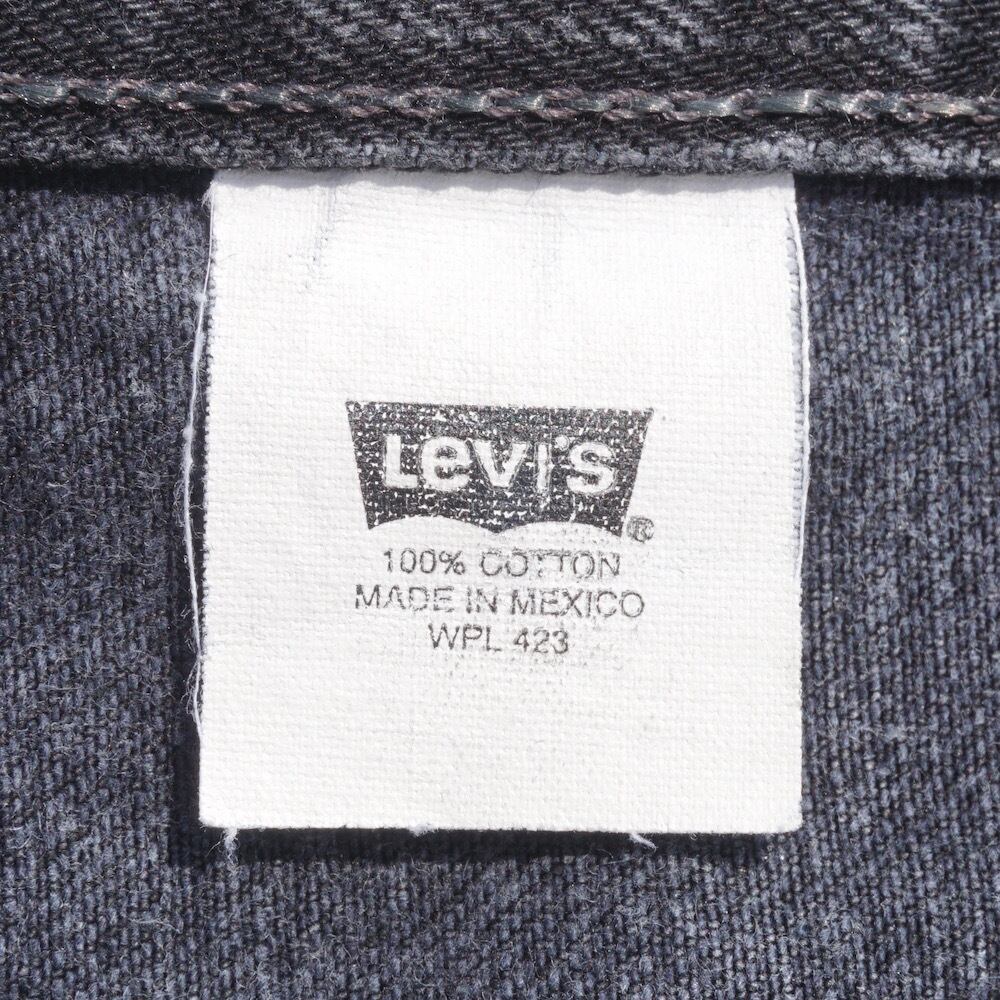 Levi's ®
100% COTTON
MADE IN MEXICO
WPL 423